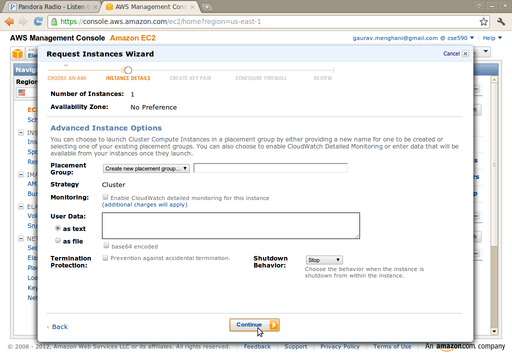 Pandora Radio - Listen t
AWS Management Console
https://console.aws.amazon.com/ec2/home?region=us-east-1
AWS Management Console Amazon EC2
gaurav.menghani@gmail.com @ cse590 Help
Request Instances Wizard
Cancel
CHOOSE AN AMI INSTANCE DETAILS CREATE KEY PAIR CONFIGURE FIREWALL REVIEW
Number of Instances: 1
Availability Zone: No Preference
Advanced Instance Options
You can choose to launch Cluster Compute Instances in a placement group by either providing a new name for one to be created or
selecting one of your existing placement groups. You can also choose to enable CloudWatch Detailed Monitoring or enter data that will be
available from your instances once they launch.
Placement Group: Create new placement group...
Strategy Cluster
Monitoring: Enable CloudWatch detailed monitoring for this instance
(additional charges will apply)
User Data:
as text
as file
base64 encoded
Termination Protection: Prevention against accidental termination.
Shutdown Behavior: Stop
Choose the behavior when the instance is
shutdown from within the instance.
Back
Continue
© 2008 - 2012, Amazon Web Services LLC or its affiliates. All rights reserved. Feedback Support Privacy Policy Terms of Use An amazon.com company